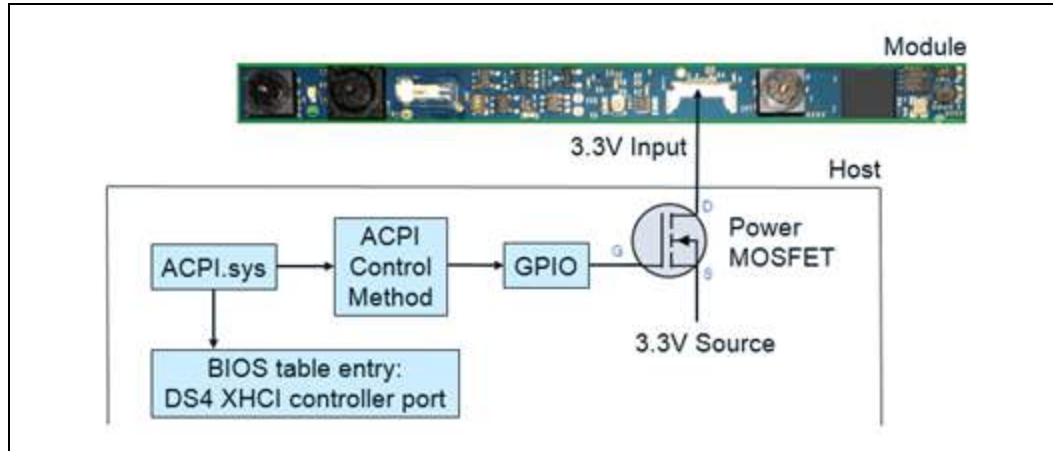 Module
3.3V Input
Host
ACPI.sys
ACPI
Control
Method
GPIO
G
D
S
Power
MOSFET
3.3V Source
BIOS table entry:
DS4 XHCI controller port